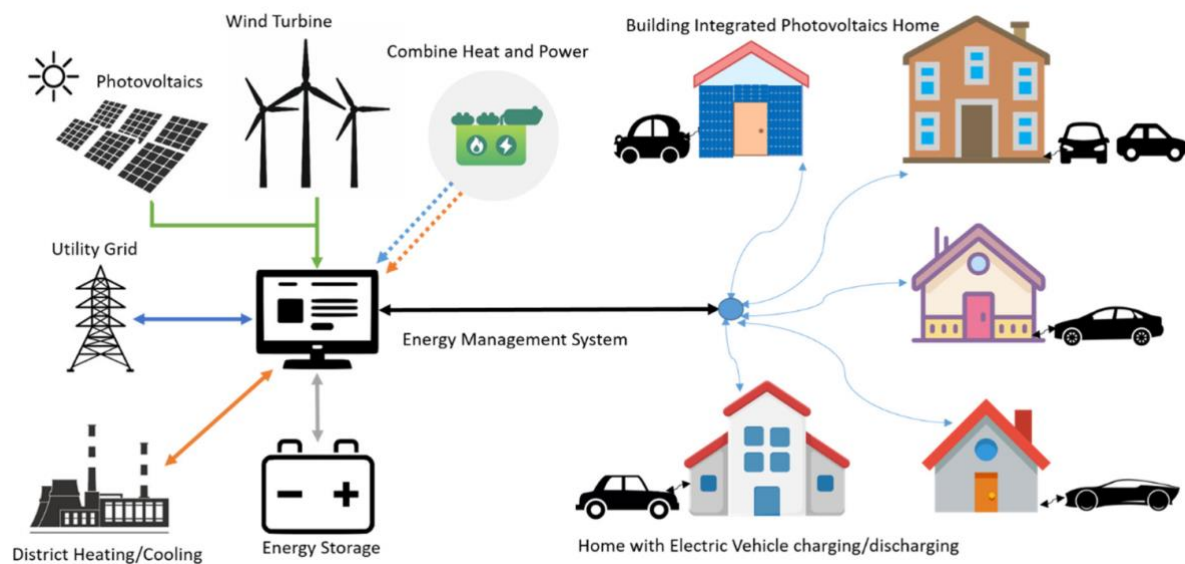 Wind Turbine
Building Integrated Photovoltaics Home
Combine Heat and Power
Photovoltaics
Utility Grid
Energy Management System
District Heating/Cooling
Energy Storage
Home with Electric Vehicle charging/discharging